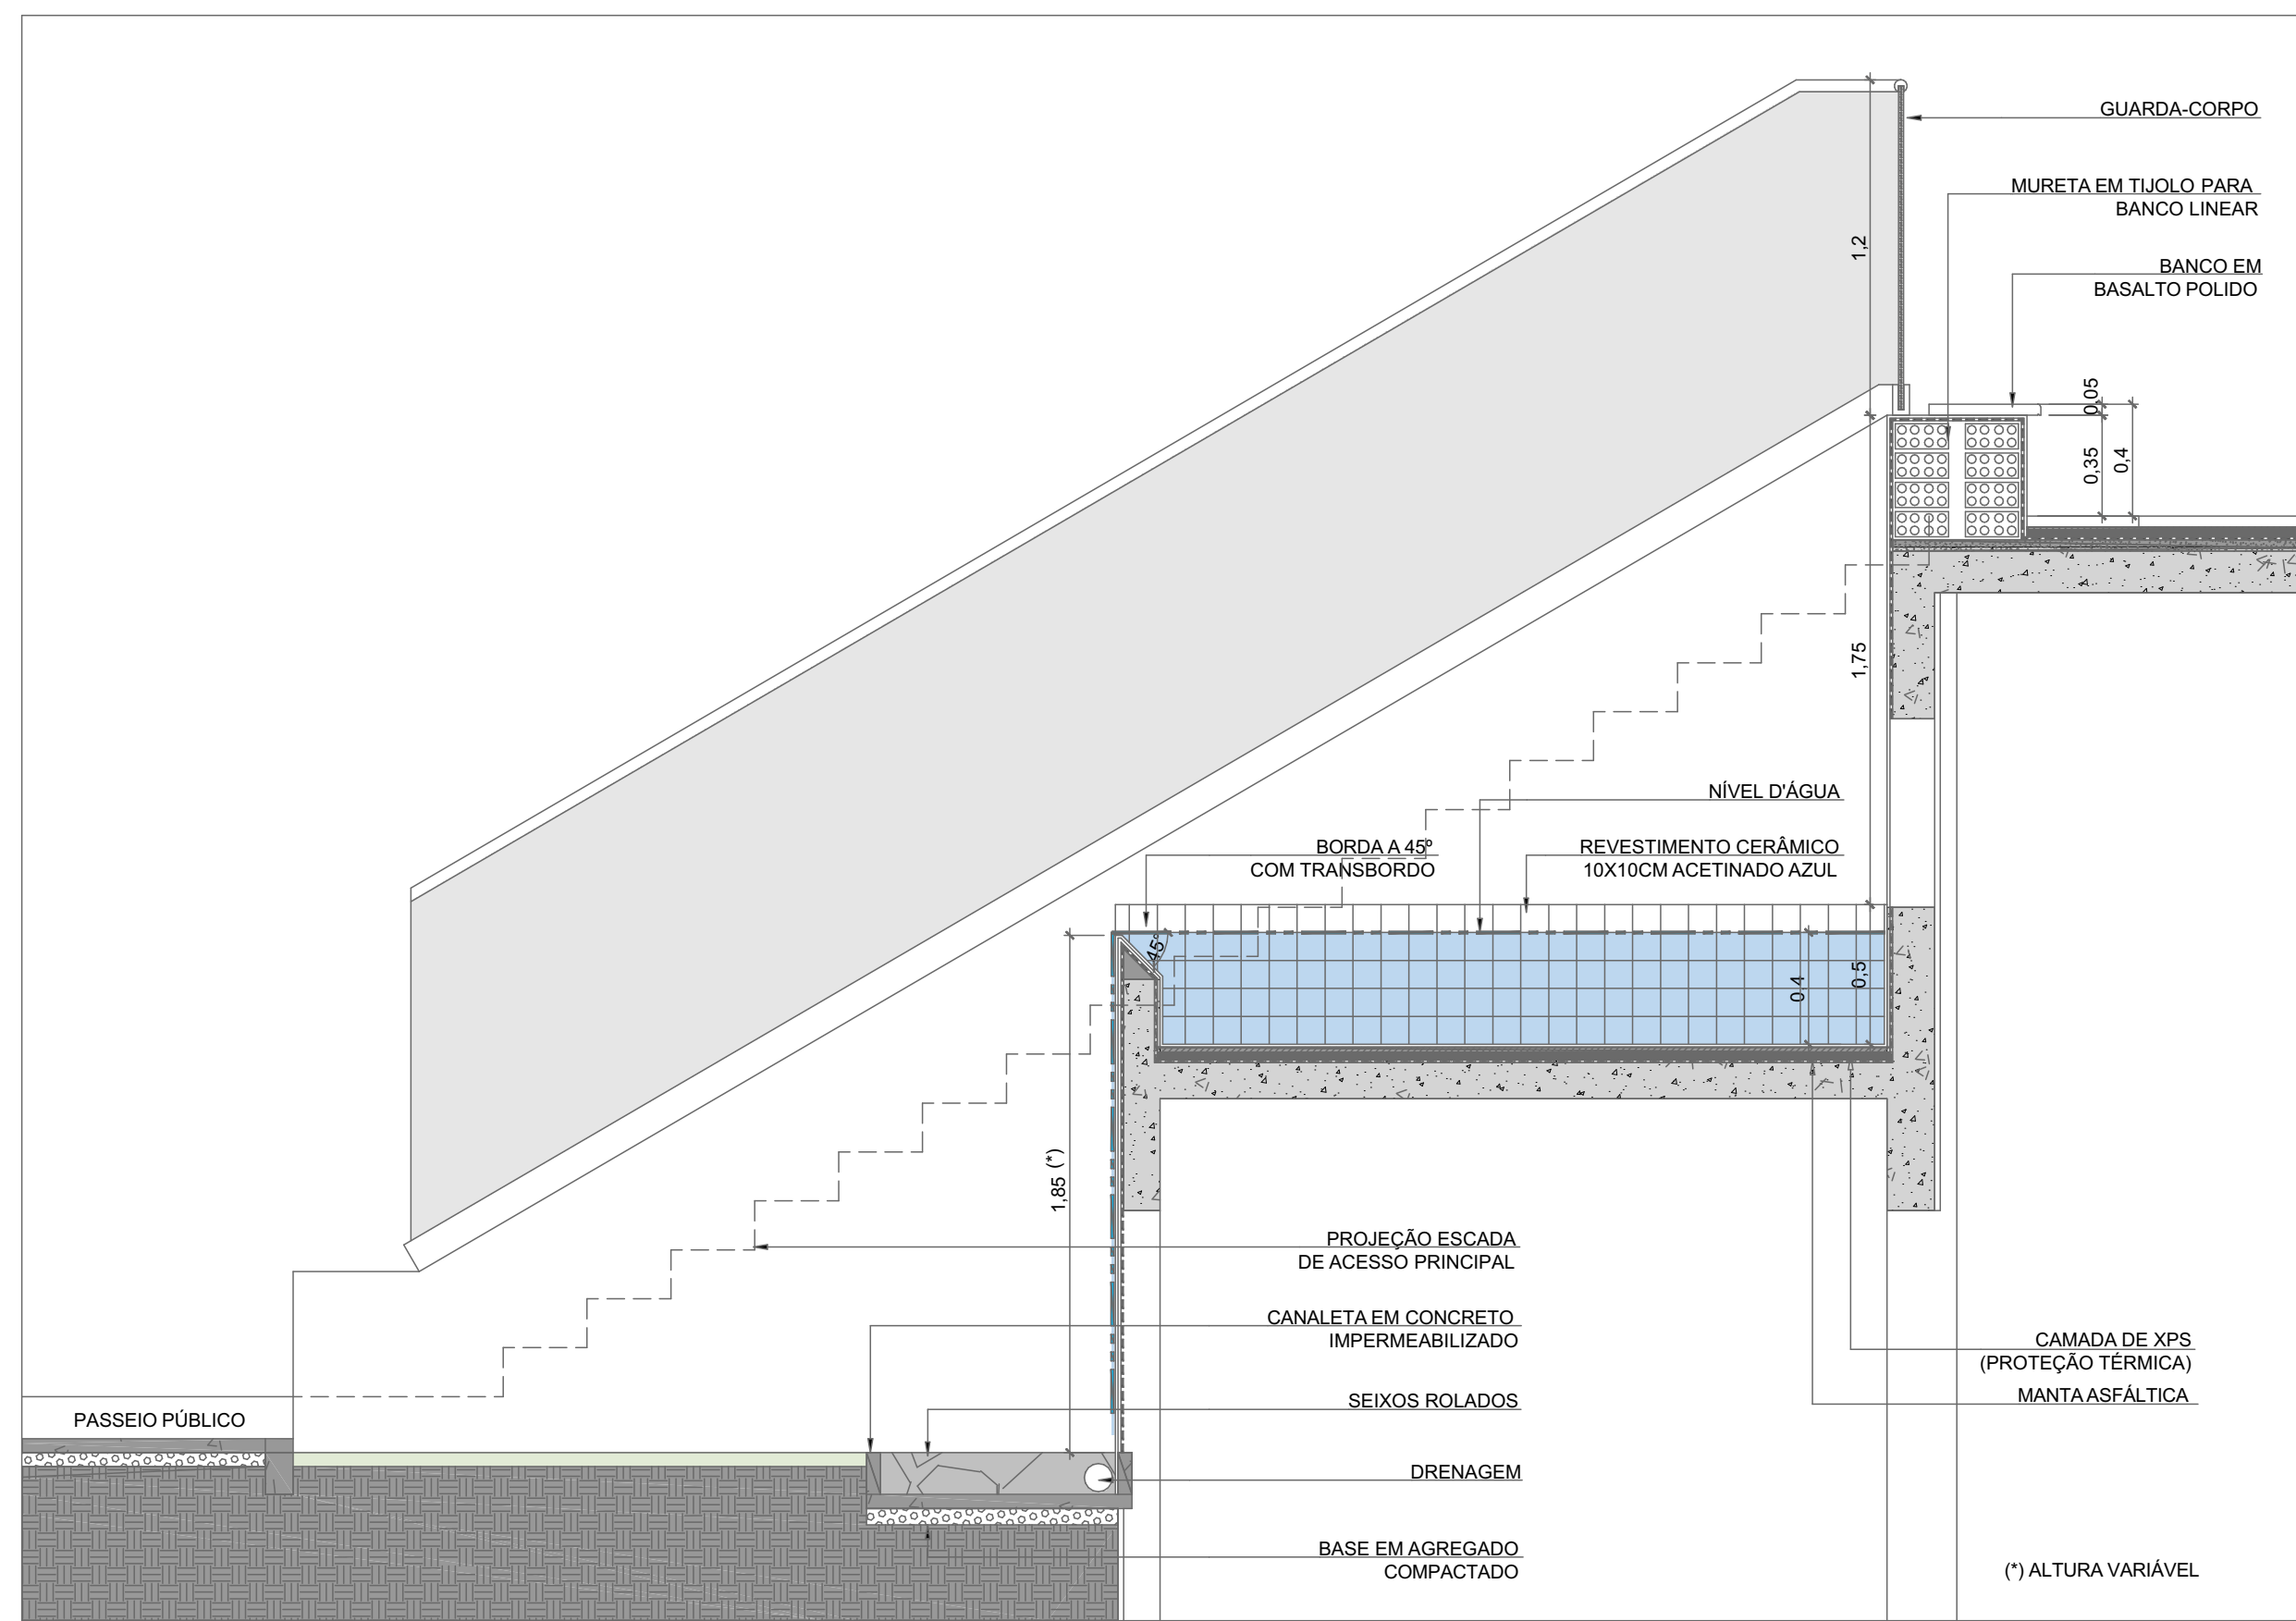 GUARDA-CORPO
MURETA EM TIJOLO PARA
BANCO LINEAR
1,2
BANCO EM
BASALTO POLIDO
0,05
0,35
0,4
1,75
NÍVEL D'ÁGUA
BORDA A 45º
COM TRANSBORDO
REVESTIMENTO CERÂMICO
10X10CM ACETINADO AZUL
45°
0,4
0,5
1,85 (*)
PROJEÇÃO ESCADA
DE ACESSO PRINCIPAL
CANALETA EM CONCRETO
IMPERMEABILIZADO
CAMADA DE XPS
(PROTEÇÃO TÉRMICA)
MANTA ASFÁLTICA
SEIXOS ROLADOS
PASSEIO PÚBLICO
DRENAGEM
BASE EM AGREGADO
COMPACTADO
(*) ALTURA VARIÁVEL